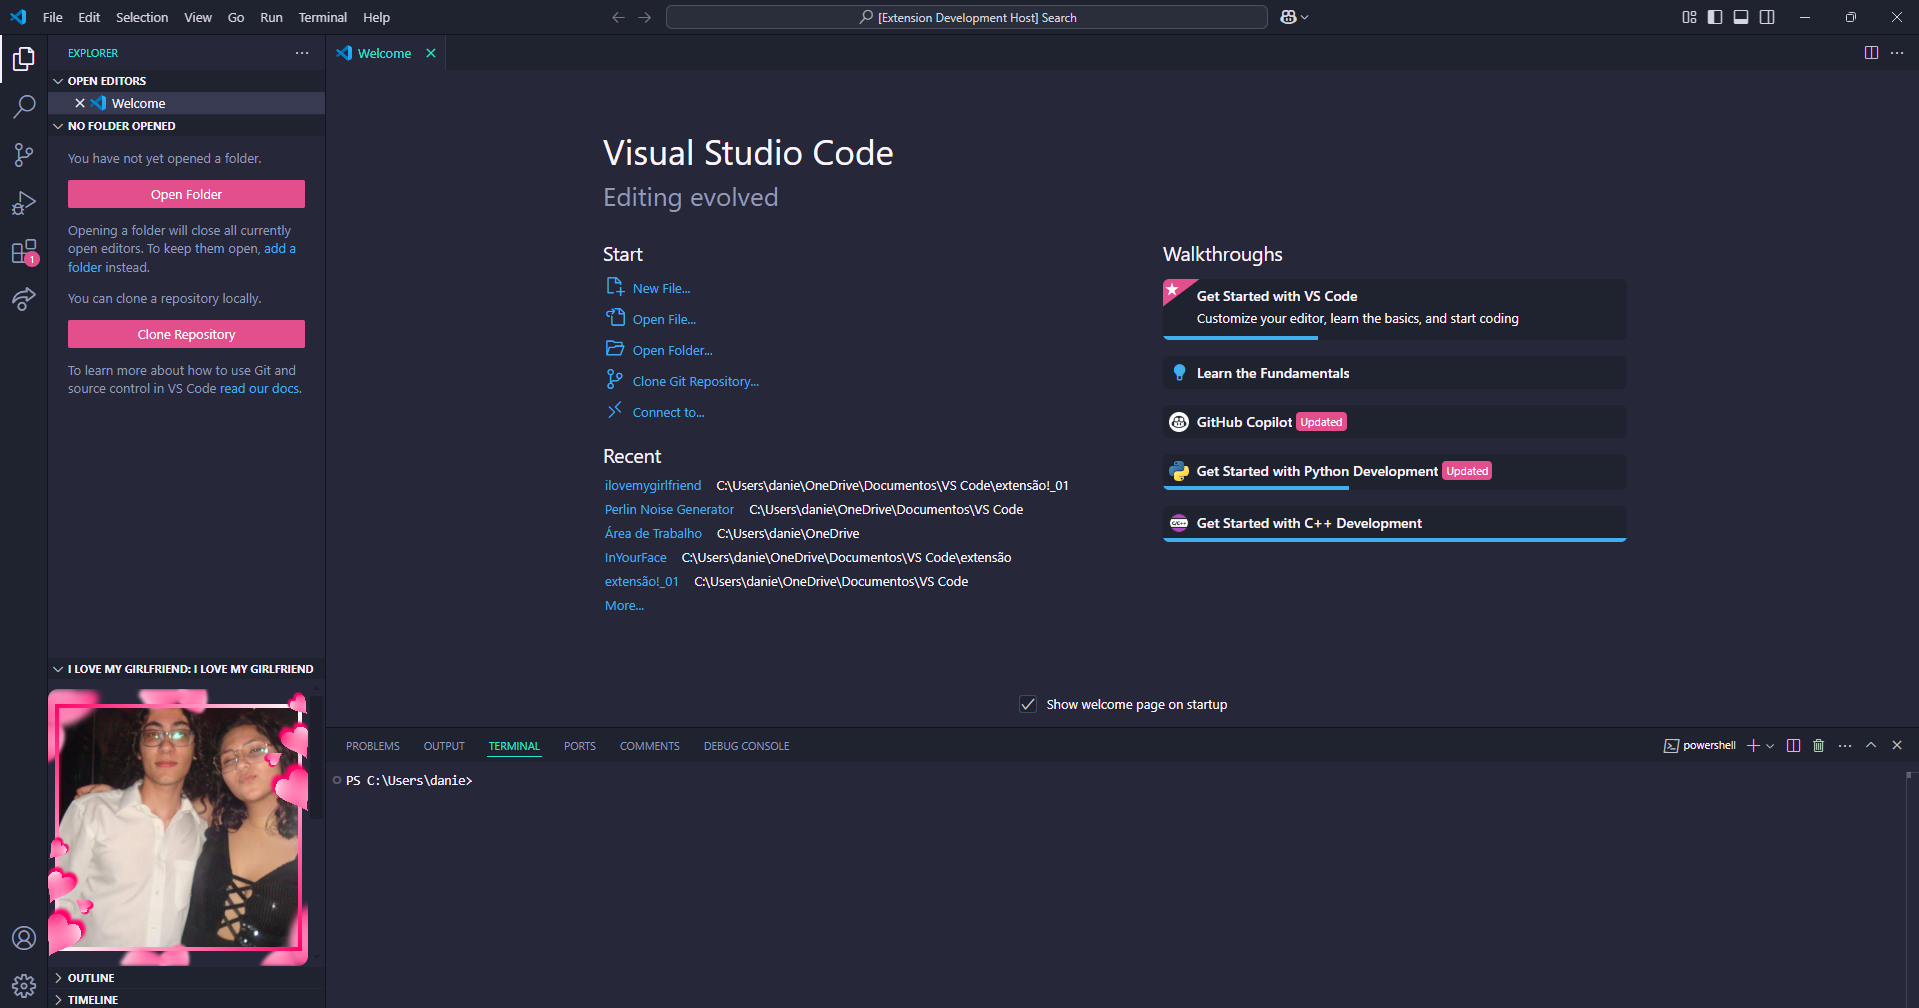 File Edit Selection View Go Run Terminal Help
[Extension Development Host] Search
EXPLORER
OPEN EDITORS
Welcome
NO FOLDER OPENED
You have not yet opened a folder.
Open Folder
Opening a folder will close all currently
open editors. To keep them open, add a
folder instead.
You can clone a repository locally.
Clone Repository
To learn more about how to use Git and
source control in VS Code read our docs.
1
I LOVE MY GIRLFRIEND: I LOVE MY GIRLFRIEND
OUTLINE
TIMELINE
Welcome
Visual Studio Code
Editing evolved
Start
New File...
Open File...
Open Folder...
Clone Git Repository...
Connect to...
Recent
ilovemygirlfriend C:\Users\danie\OneDrive\Documentos\VS Code\extensão!_01
Perlin Noise Generator C:\Users\danie\OneDrive\Documentos\VS Code
Área de Trabalho C:\Users\danie\OneDrive
InYourFace C:\Users\danie\OneDrive\Documentos\VS Code\extensão
extensão!_01 C:\Users\danie\OneDrive\Documentos\VS Code
More...
Walkthroughs
Get Started with VS Code
Customize your editor, learn the basics, and start coding
Learn the Fundamentals
GitHub Copilot Updated
Get Started with Python Development Updated
C/C++ Get Started with C++ Development
Show welcome page on startup
PROBLEMS OUTPUT TERMINAL PORTS COMMENTS DEBUG CONSOLE
powershell
PS C:\Users\danie>